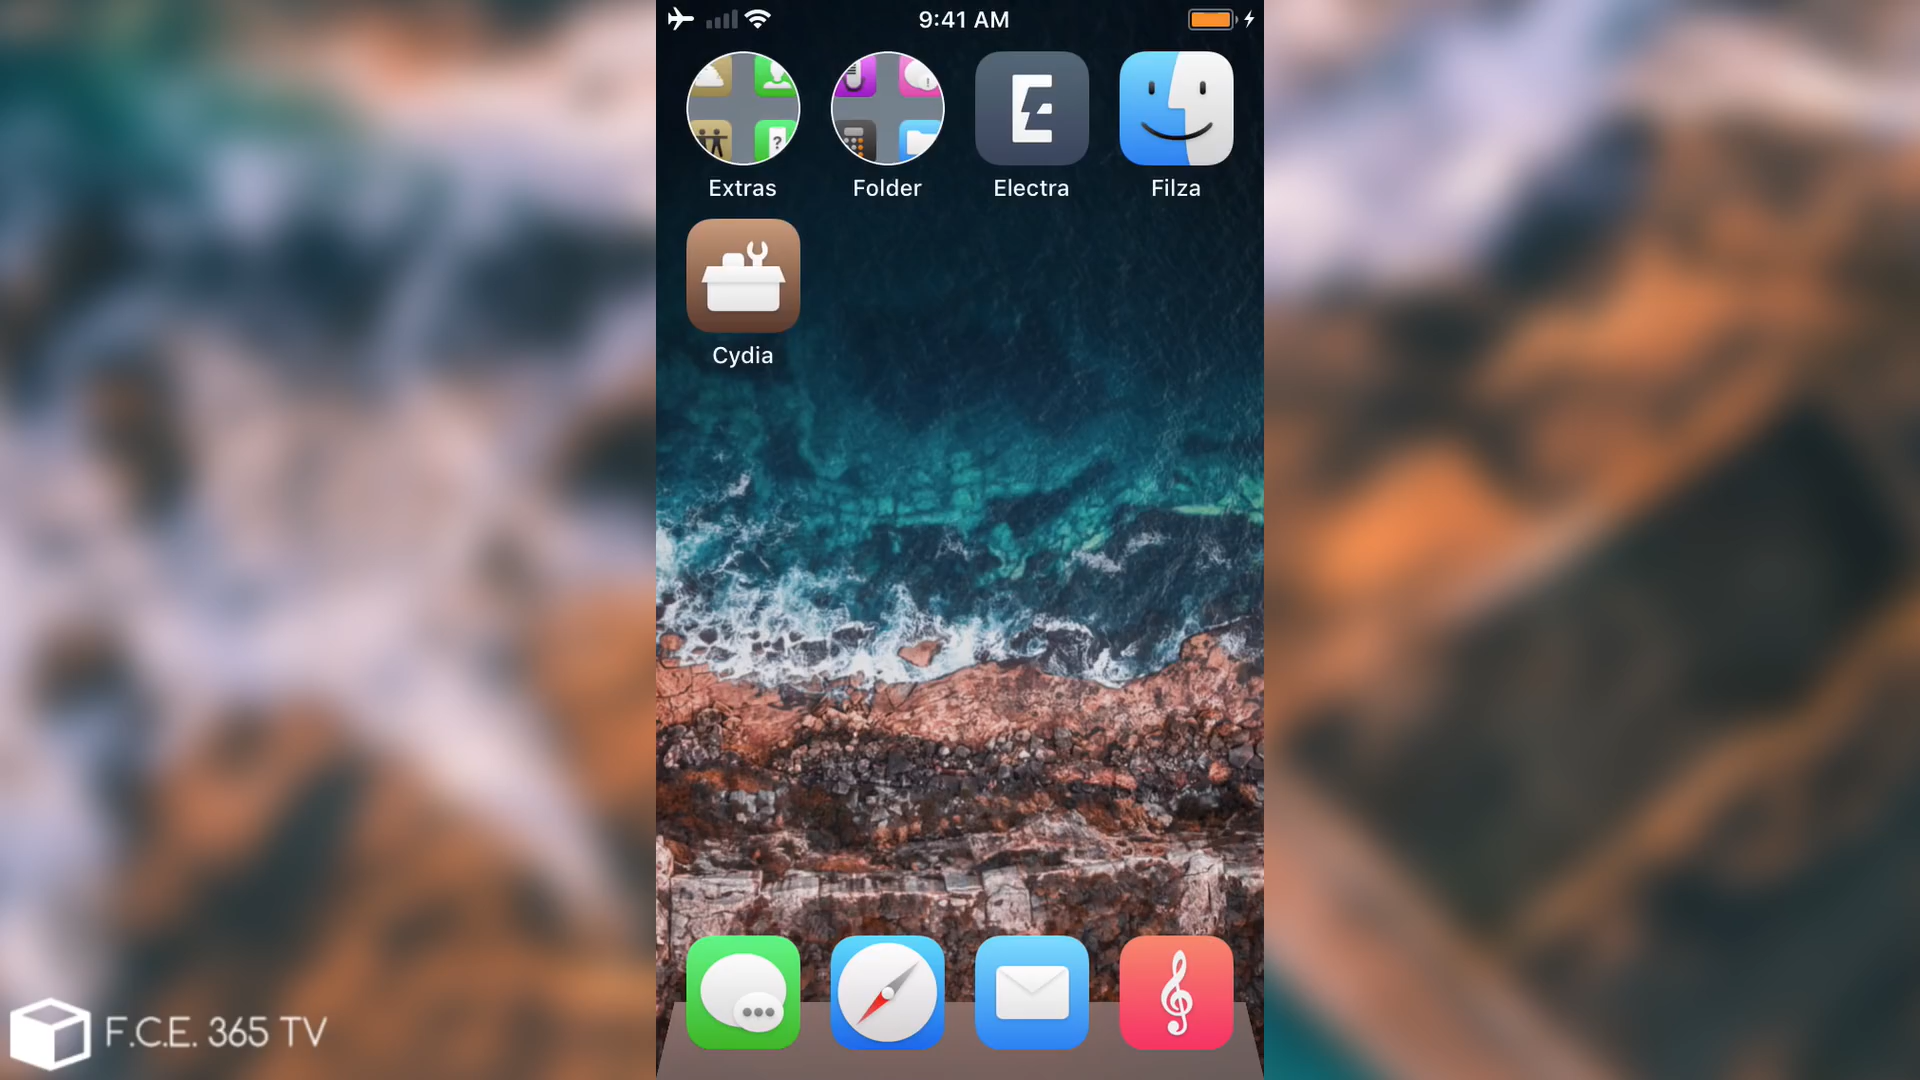 9:41 AM
Extras
Folder
Electra
Filza
Cydia
F.C.E. 365 TV